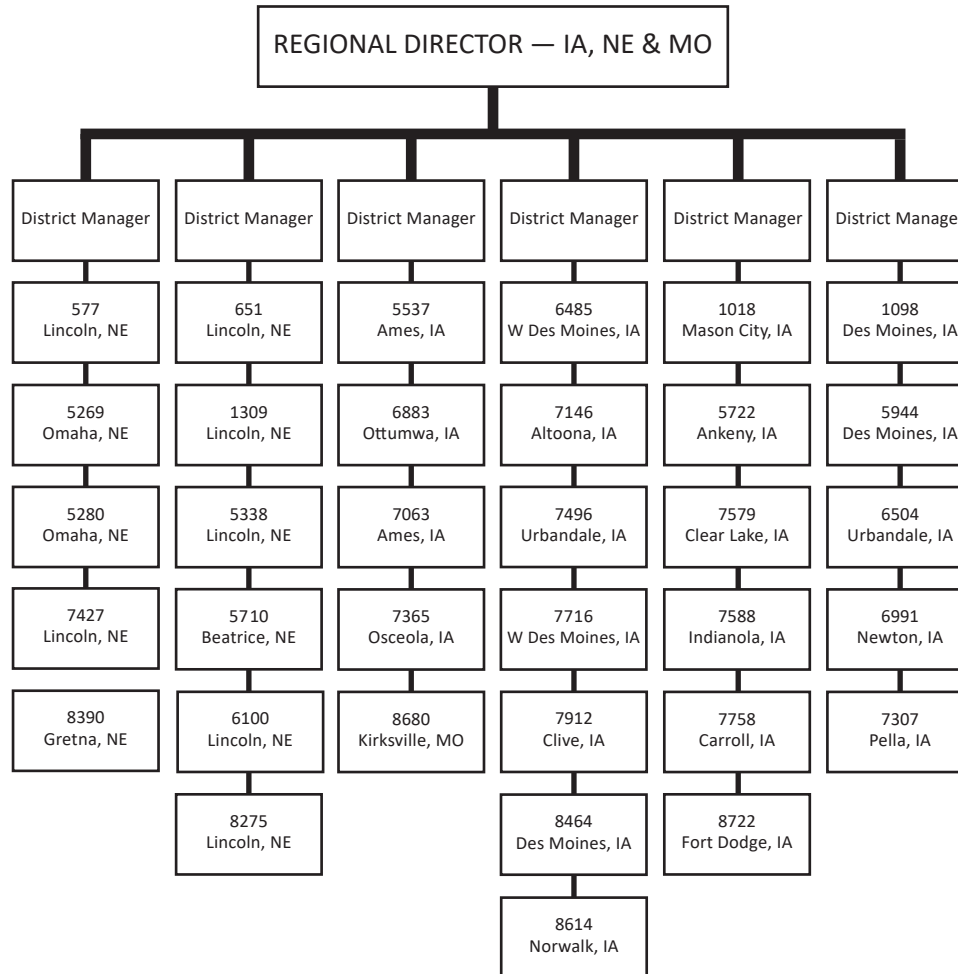 REGIONAL DIRECTOR — IA, NE & MO
District Manager
577
Lincoln, NE
5269
Omaha, NE
5280
Omaha, NE
7427
Lincoln, NE
8390
Gretna, NE
District Manager
651
Lincoln, NE
1309
Lincoln, NE
5338
Lincoln, NE
5710
Beatrice, NE
6100
Lincoln, NE
8275
Lincoln, NE
District Manager
5537
Ames, IA
6883
Ottumwa, IA
7063
Ames, IA
7365
Osceola, IA
8680
Kirksville, MO
District Manager
6485
W Des Moines, IA
7146
Altoona, IA
7496
Urbandale, IA
7716
W Des Moines, IA
7912
Clive, IA
8464
Des Moines, IA
8614
Norwalk, IA
District Manager
1018
Mason City, IA
5722
Ankeny, IA
7579
Clear Lake, IA
7588
Indianola, IA
7758
Carroll, IA
8722
Fort Dodge, IA
District Manage
1098
Des Moines, IA
5944
Des Moines, IA
6504
Urbandale, IA
6991
Newton, IA
7307
Pella, IA